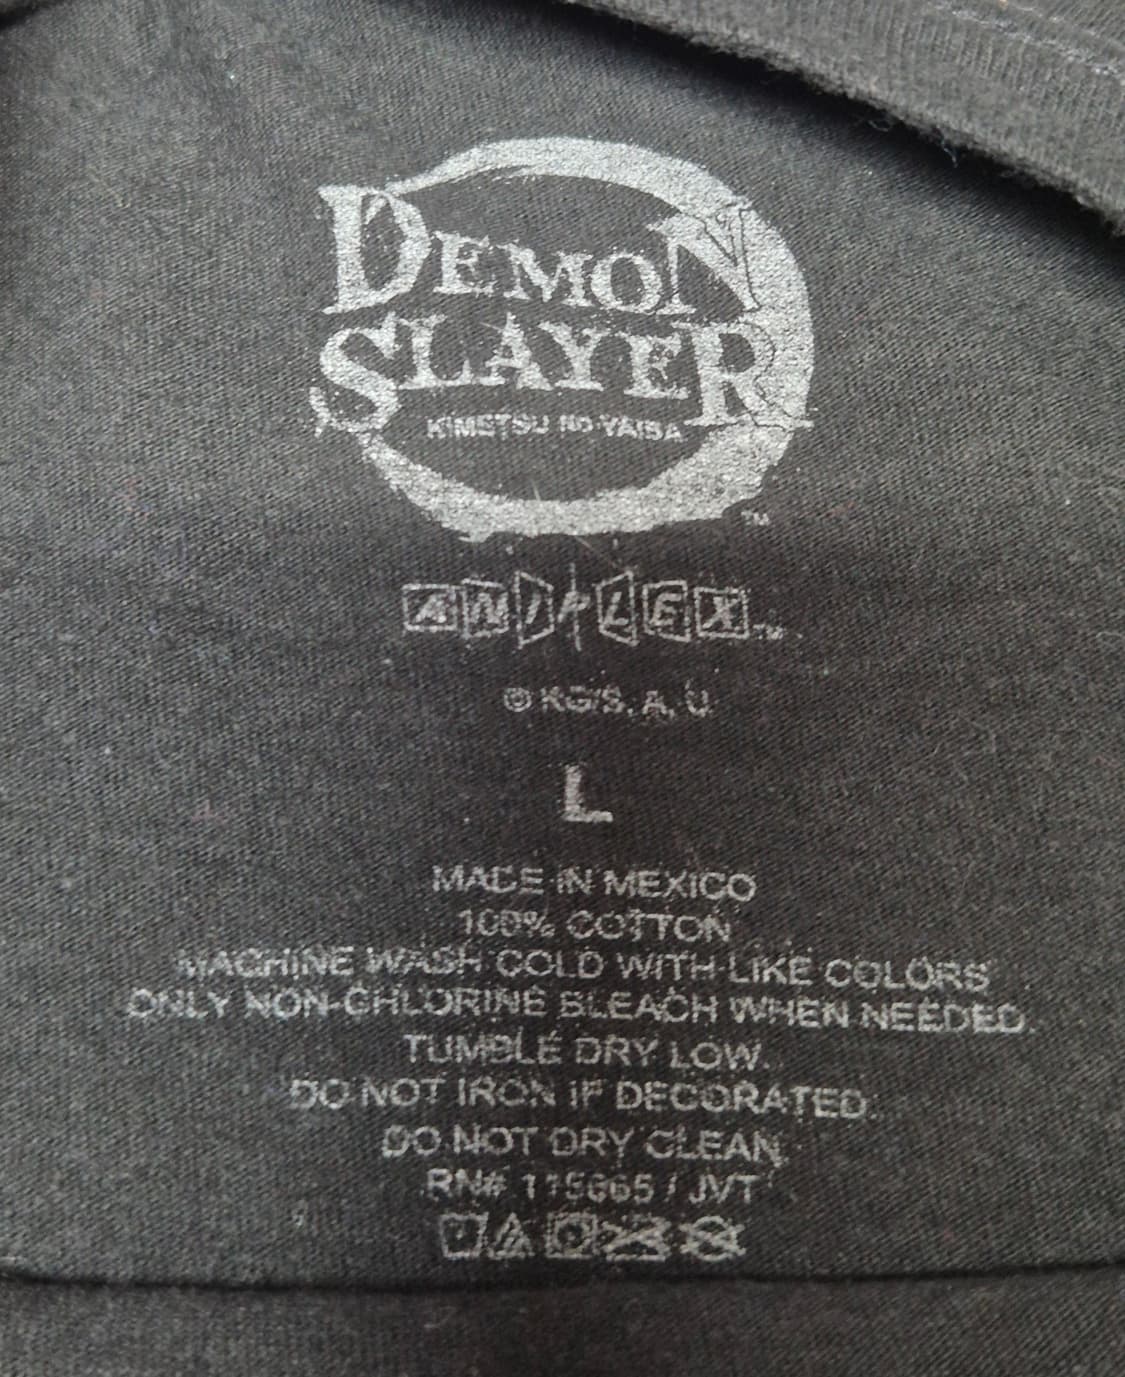 DEMON
SLAYER
KIMETSU NO YAIBA
TM
ANIPLEX TM
© KG/S, A, U
L
MADE IN MEXICO
100% COTTON
MACHINE WASH COLD WITH LIKE COLORS
ONLY NON-CHLORINE BLEACH WHEN NEEDED.
TUMBLE DRY LOW.
DO NOT IRON IF DECORATED.
DO NOT DRY CLEAN
RN# 115665 / JVT